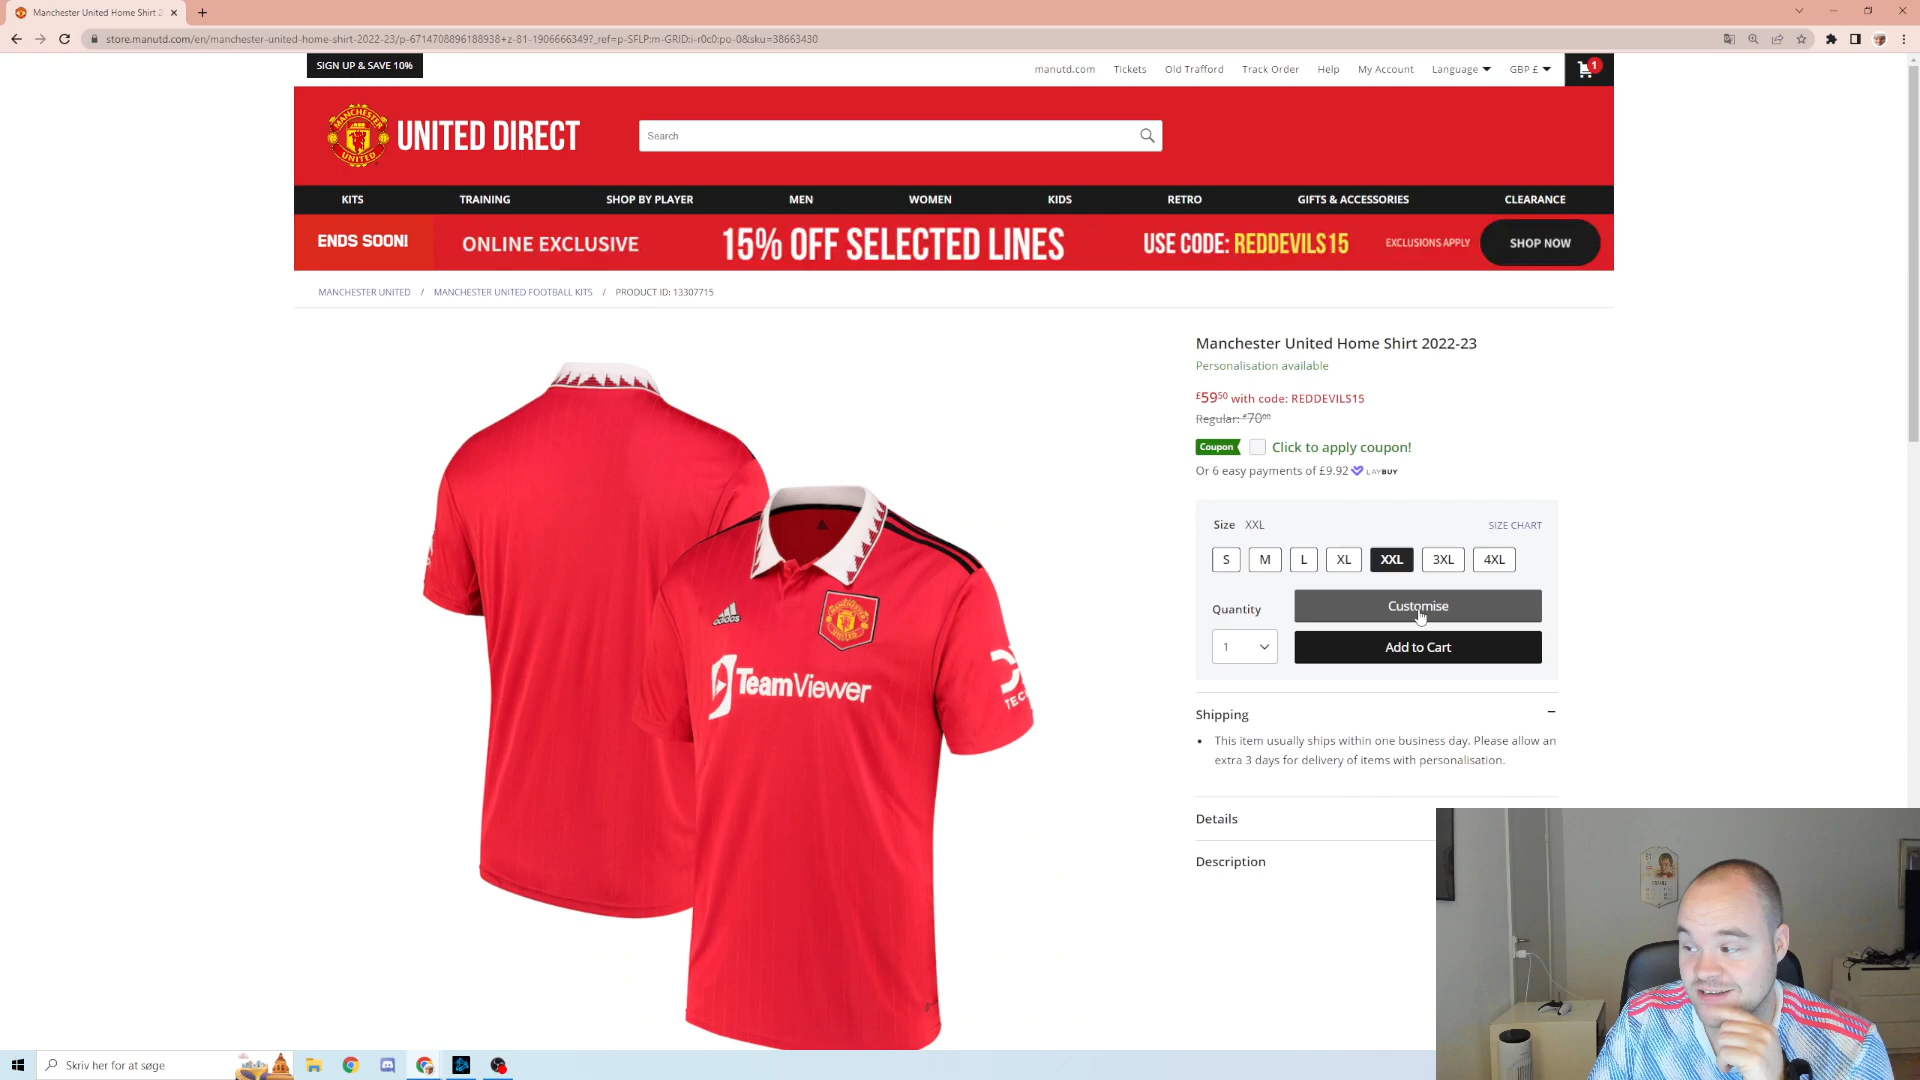 Manchester United Home Shirt 2
store.manutd.com/en/manchester-united-home-shirt-2022-23/p-6714708896188938+z-81-1906666349?_ref=p-SFLP:m-GRID:i-r0c0:po-0&sku=38663430
SIGN UP & SAVE 10%
manutd.com Tickets Old Trafford Track Order Help My Account Language GBP £ 1
MANCHESTER UNITED
UNITED DIRECT
Search
KITS TRAINING SHOP BY PLAYER MEN WOMEN KIDS RETRO GIFTS & ACCESSORIES CLEARANCE
ENDS SOON! ONLINE EXCLUSIVE 15% OFF SELECTED LINES USE CODE: REDDEVILS15 EXCLUSIONS APPLY SHOP NOW
MANCHESTER UNITED / MANCHESTER UNITED FOOTBALL KITS / PRODUCT ID: 13307715
Manchester United Home Shirt 2022-23
Personalisation available
£59.50 with code: REDDEVILS15
Regular: £70.00
Coupon Click to apply coupon!
Or 6 easy payments of £9.92 LAYBUY
Size XXL SIZE CHART
S M L XL XXL 3XL 4XL
Quantity
Customise
1
Add to Cart
adidas
MANCHESTER UNITED
TeamViewer
TEC
Shipping
This item usually ships within one business day. Please allow an
extra 3 days for delivery of items with personalisation.
Details
Description
Skriv her for at søge